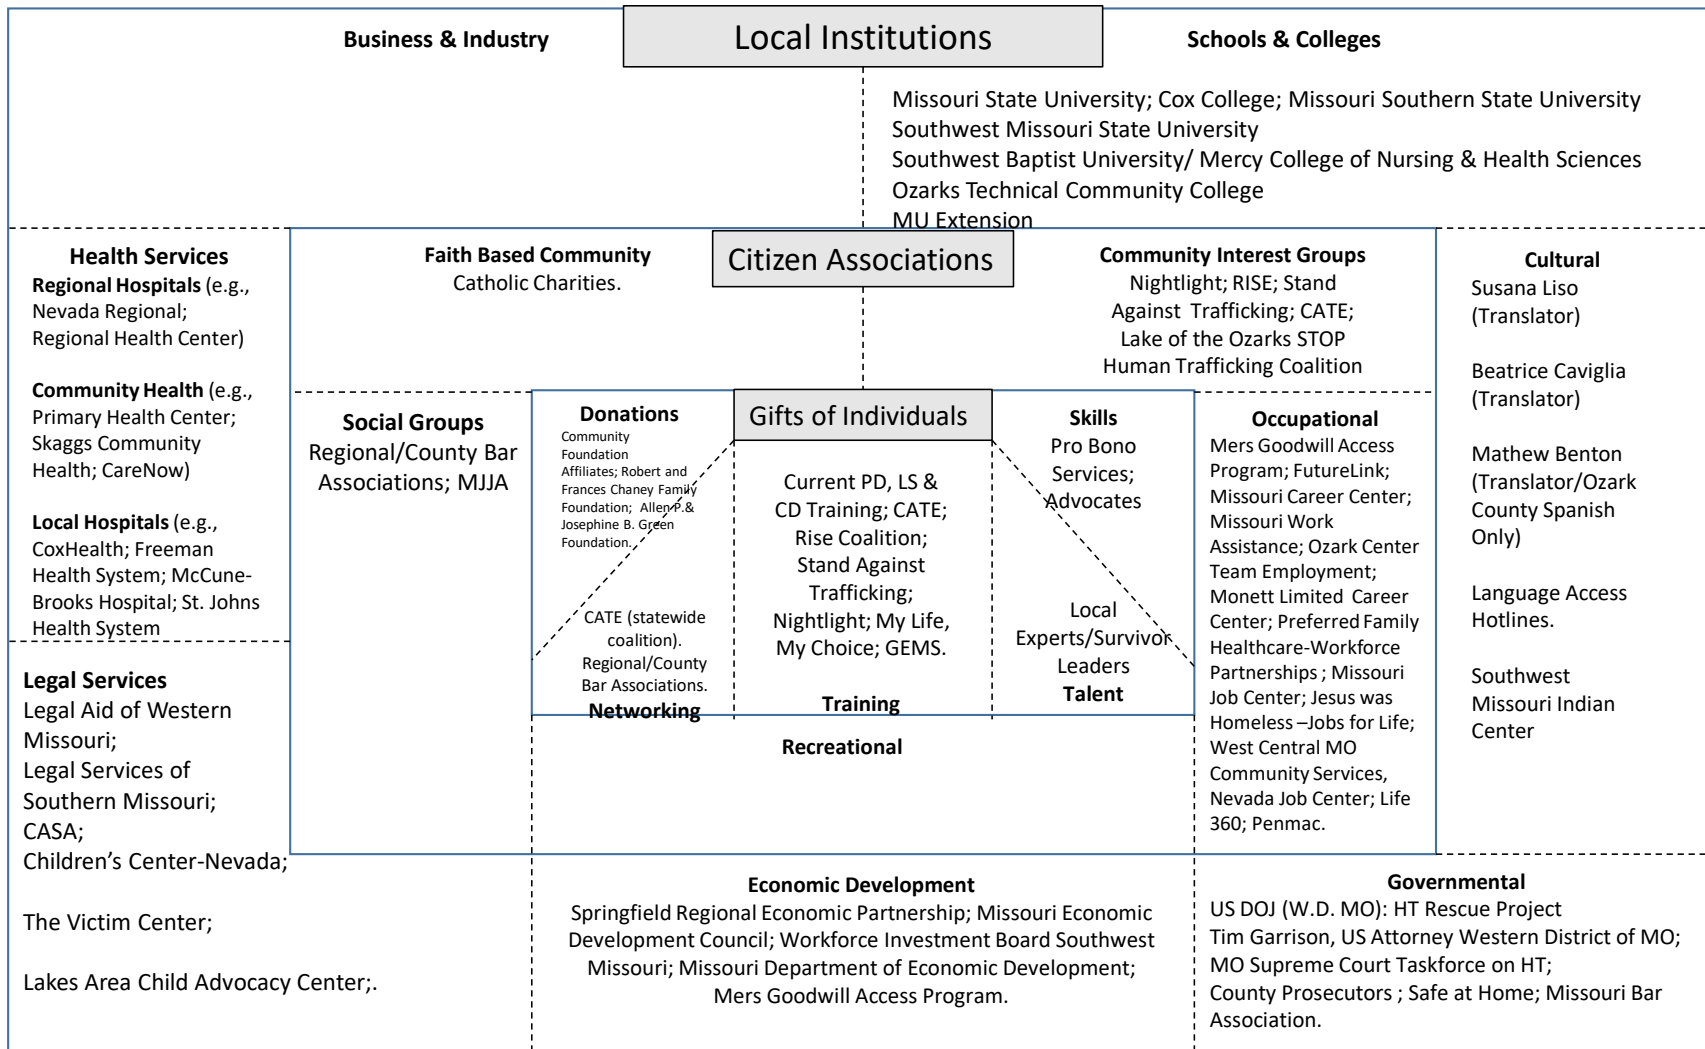 Business & Industry
Local Institutions
Schools & Colleges
Missouri State University; Cox College; Missouri Southern State University
Southwest Missouri State University
Southwest Baptist University/ Mercy College of Nursing & Health Sciences
Ozarks Technical Community College
MU Extension
Health Services
Regional Hospitals (e.g.,
Nevada Regional;
Regional Health Center)
Community Health (e.g.,
Primary Health Center;
Skaggs Community
Health; CareNow)
Local Hospitals (e.g.,
CoxHealth; Freeman
Health System; McCune-
Brooks Hospital; St. Johns
Health System
Faith Based Community
Catholic Charities.
Citizen Associations
Community Interest Groups
Nightlight; RISE; Stand
Against Trafficking; CATE;
Lake of the Ozarks STOP
Human Trafficking Coalition
Cultural
Susana Liso
(Translator)
Beatrice Caviglia
(Translator)
Mathew Benton
(Translator/Ozark
County Spanish
Only)
Language Access
Hotlines.
Southwest
Missouri Indian
Center
Social Groups
Regional/County Bar
Associations; MJJA
Donations
Community
Foundation
Affiliates; Robert and
Frances Chaney Family
Foundation; Allen P.&
Josephine B. Green
Foundation.
Gifts of Individuals
Current PD, LS &
CD Training; CATE;
Rise Coalition;
Stand Against
Trafficking;
Nightlight; My Life,
My Choice; GEMS.
Training
Skills
Pro Bono
Services;
Advocates
Local
Experts/Survivor
Leaders
Talent
CATE (statewide
coalition).
Regional/County
Bar Associations.
Networking
Occupational
Mers Goodwill Access
Program; FutureLink;
Missouri Career Center;
Missouri Work
Assistance; Ozark Center
Team Employment;
Monett Limited Career
Center; Preferred Family
Healthcare-Workforce
Partnerships ; Missouri
Job Center; Jesus was
Homeless –Jobs for Life;
West Central MO
Community Services,
Nevada Job Center; Life
360; Penmac.
Recreational
Legal Services
Legal Aid of Western
Missouri;
Legal Services of
Southern Missouri;
CASA;
Children's Center-Nevada;
The Victim Center;
Lakes Area Child Advocacy Center;.
Economic Development
Springfield Regional Economic Partnership; Missouri Economic
Development Council; Workforce Investment Board Southwest
Missouri; Missouri Department of Economic Development;
Mers Goodwill Access Program.
Governmental
US DOJ (W.D. MO): HT Rescue Project
Tim Garrison, US Attorney Western District of MO;
MO Supreme Court Taskforce on HT;
County Prosecutors ; Safe at Home; Missouri Bar
Association.